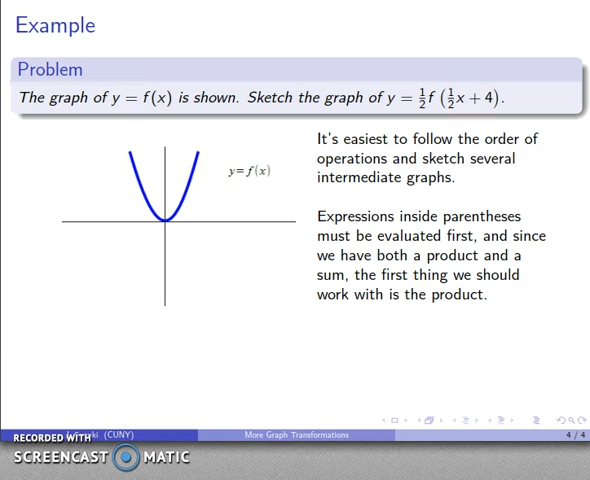 Example
Problem
The graph of y = f(x) is shown. Sketch the graph of y = ½f (½x + 4).
It's easiest to follow the order of
operations and sketch several
intermediate graphs.
y=f(x)
Expressions inside parentheses
must be evaluated first, and since
we have both a product and a
sum, the first thing we should
work with is the product.
(CUNY)
More Graph Transformations
4 / 4
RECORDED WITH
SCREENCAST MATIC